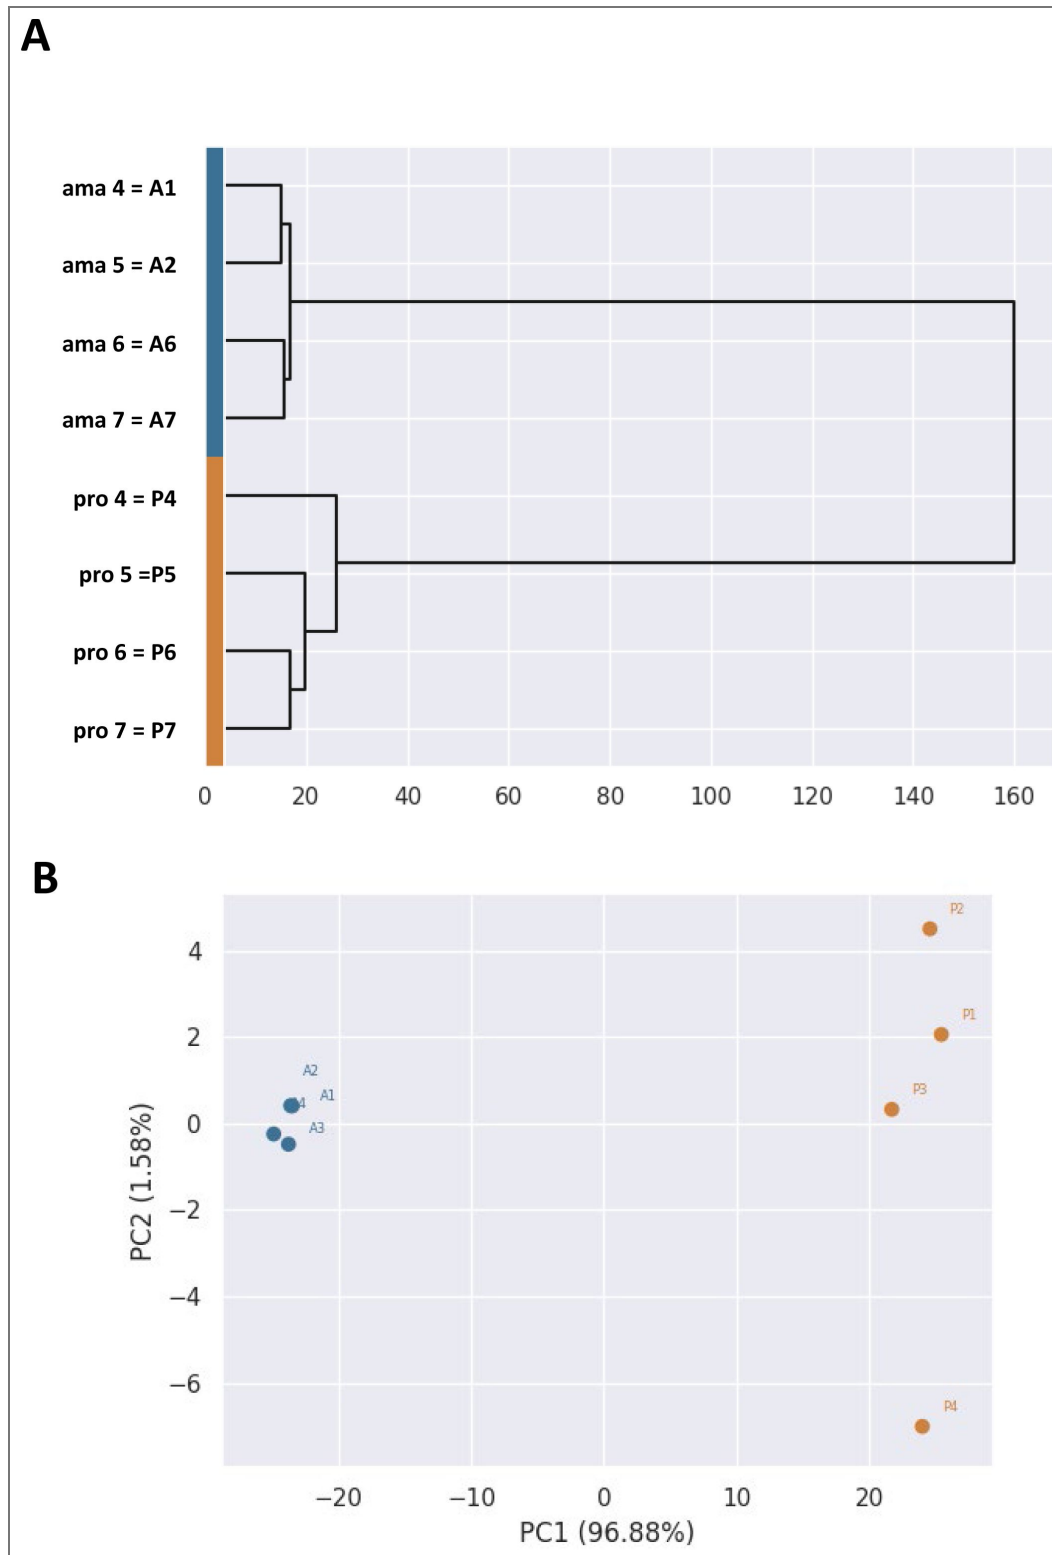 A
ama 4 = A1
ama 5 = A2
ama 6 = A6
ama 7 = A7
pro 4 = P4
pro 5 =P5
pro 6 = P6
pro 7 = P7
0 20 40 60 80 100 120 140 160
B
P2
4
P1
2
A2
P3
A1
4
0
A3
−2
−4
−6
P4
PC2 (1.58%)
−20 −10 0 10 20
PC1 (96.88%)